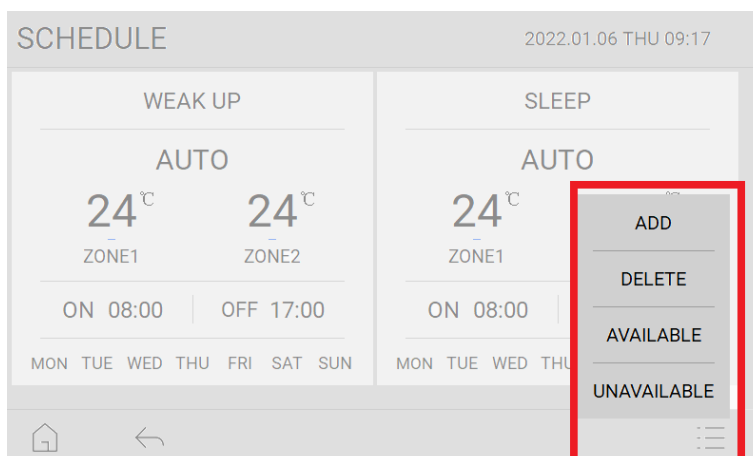 SCHEDULE
2022.01.06 THU 09:17
WEAK UP
AUTO
24℃ 24℃
ZONE1 ZONE2
ON 08:00 OFF 17:00
MON TUE WED THU FRI SAT SUN
SLEEP
AUTO
24℃
ZONE1
ON 08:00
MON TUE WED THU
ADD
DELETE
AVAILABLE
UNAVAILABLE